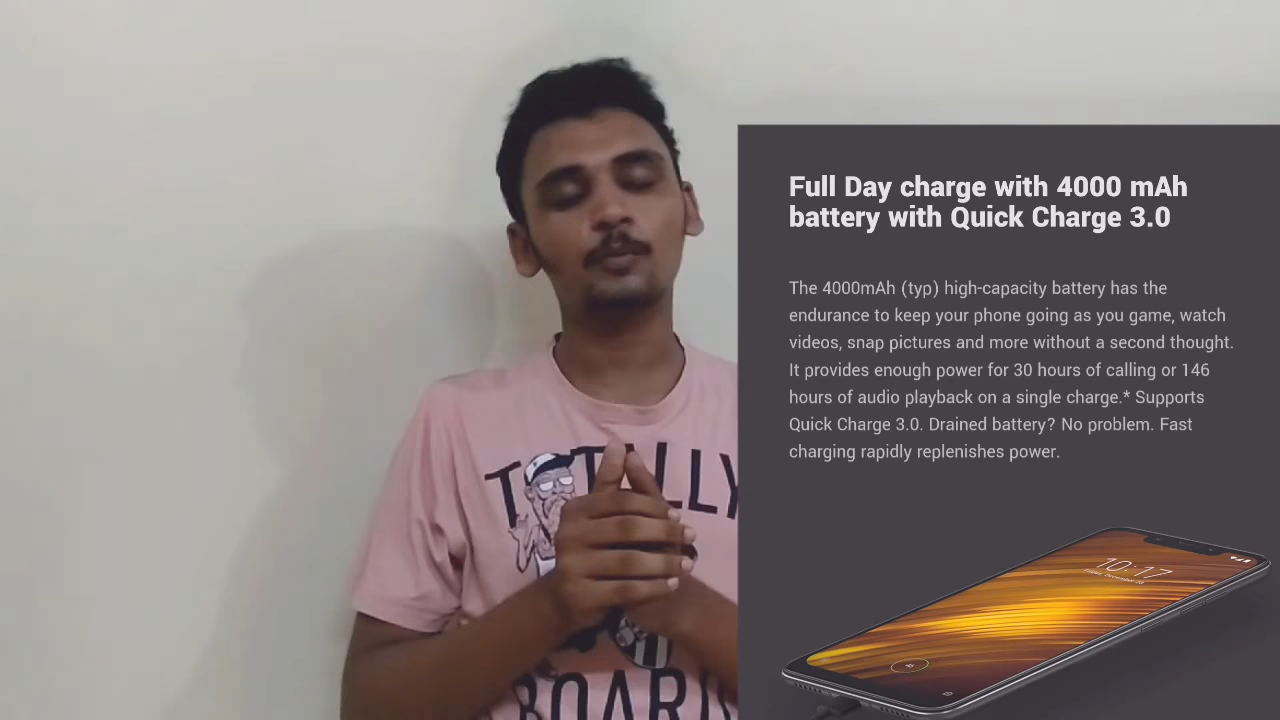 Full Day charge with 4000 mAh
battery with Quick Charge 3.0
The 4000mAh (typ) high-capacity battery has the
endurance to keep your phone going as you game, watch
videos, snap pictures and more without a second thought.
It provides enough power for 30 hours of calling or 146
hours of audio playback on a single charge.* Supports
Quick Charge 3.0. Drained battery? No problem. Fast
charging rapidly replenishes power.
TOTALLY
BOARD
10:17